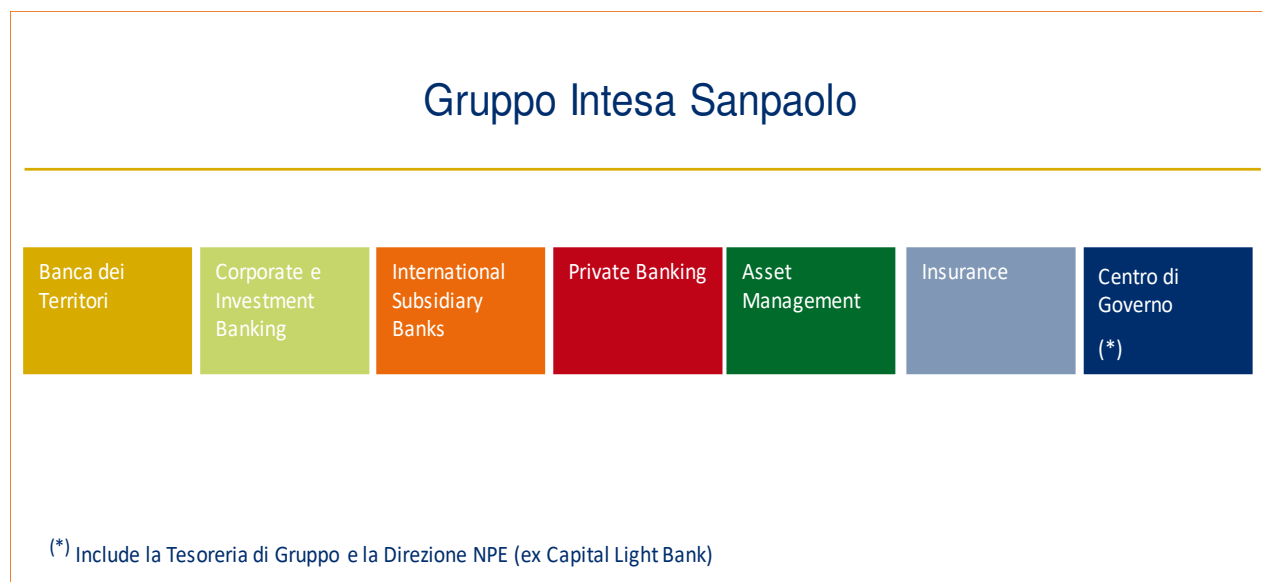 Gruppo Intesa Sanpaolo
Banca dei
Territori
Corporate e
Investment
Banking
International
Subsidiary
Banks
Private Banking
Asset
Management
Insurance
Centro di
Governo
(*)
(*) Include la Tesoreria di Gruppo e la Direzione NPE (ex Capital Light Bank)